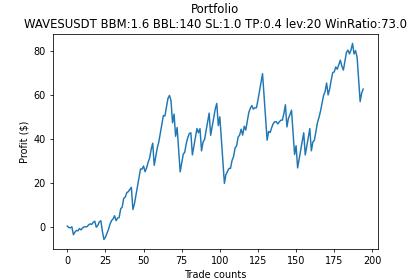 Portfolio
WAVESUSDT BBM:1.6 BBL:140 SL:1.0 TP:0.4 lev:20 WinRatio:73.0
80
60
40
20
0
Profit ($)
0 25 50 75 100 125 150 175 200
Trade counts